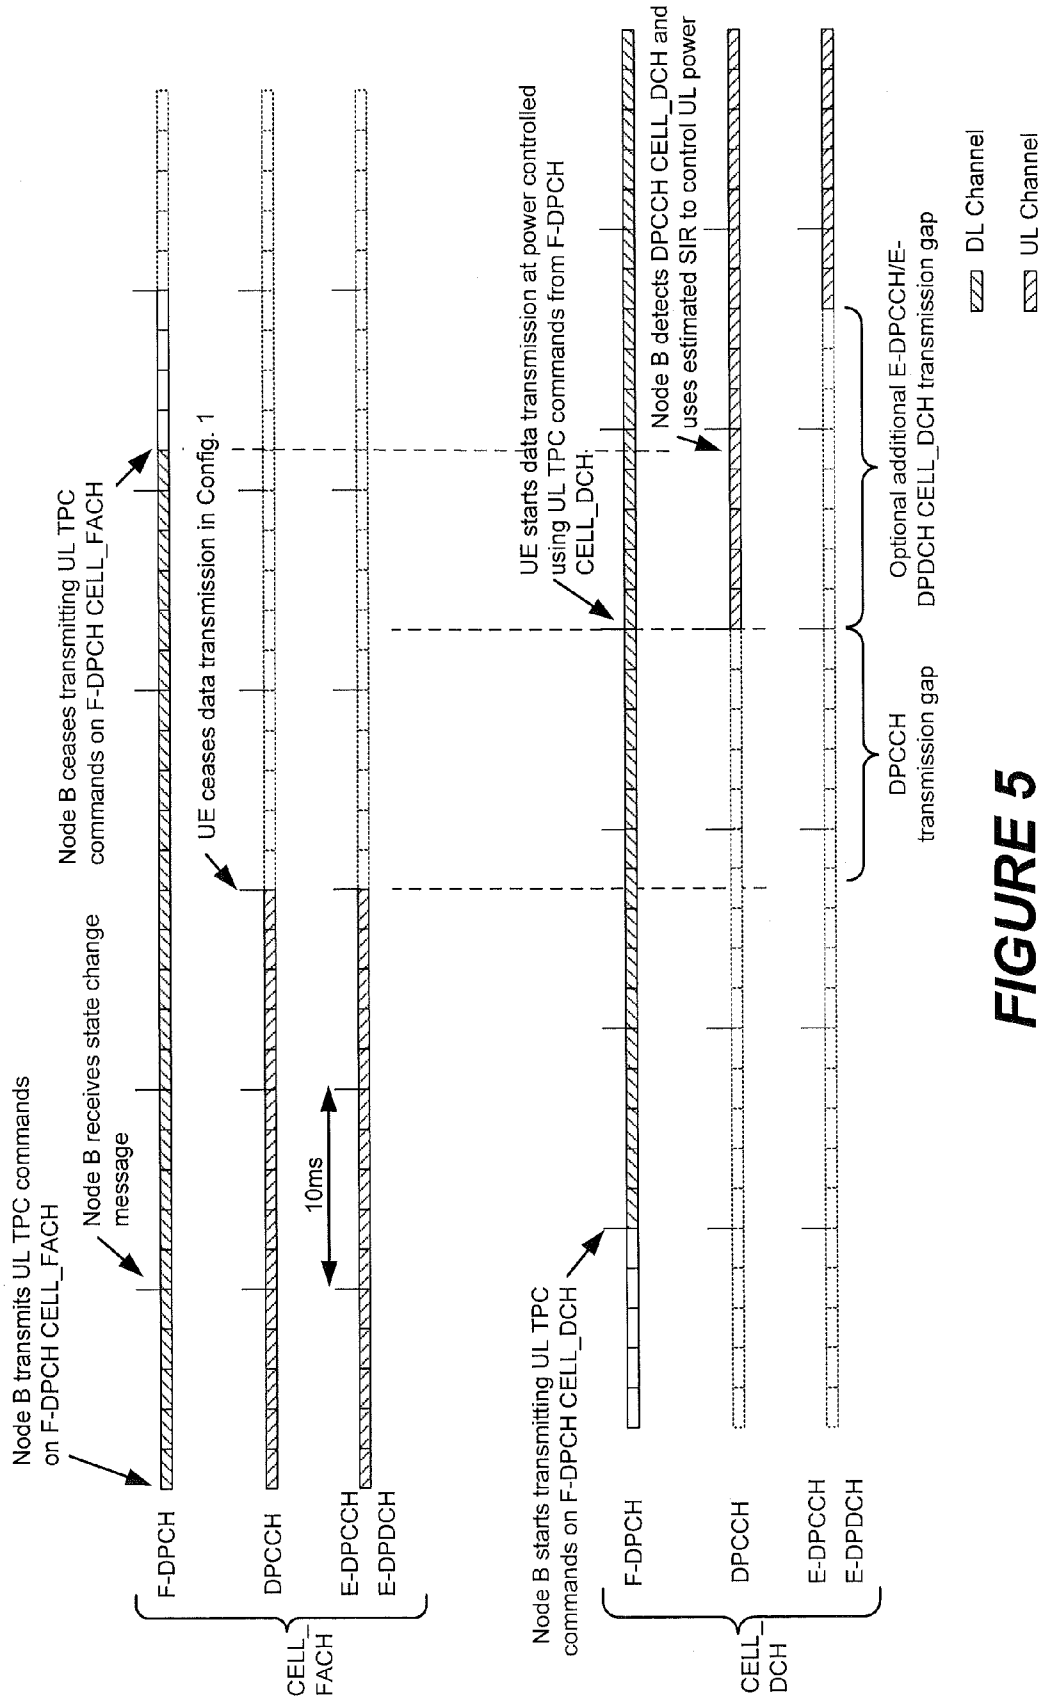 Node B transmits UL TPC commands
on F-DPCH CELL_FACH
Node B receives state change
message
Node B ceases transmitting UL TPC
commands on F-DPCH CELL_FACH
F-DPCH
UE ceases data transmission in Config. 1
DPCCH
10ms
E-DPCCH
E-DPDCH
CELL_
FACH
Node B starts transmitting UL TPC
commands on F-DPCH CELL_DCH
UE starts data transmission at power controlled
using UL TPC commands from F-DPCH
CELL_DCH.
F-DPCH
Node B detects DPCCH CELL_DCH and
uses estimated SIR to control UL power
DPCCH
E-DPCCH
E-DPDCH
CELL_
DCH
DPCCH
transmission gap
Optional additional E-DPCCH/E-
DPDCH CELL_DCH transmission gap
DL Channel
UL Channel
FIGURE 5